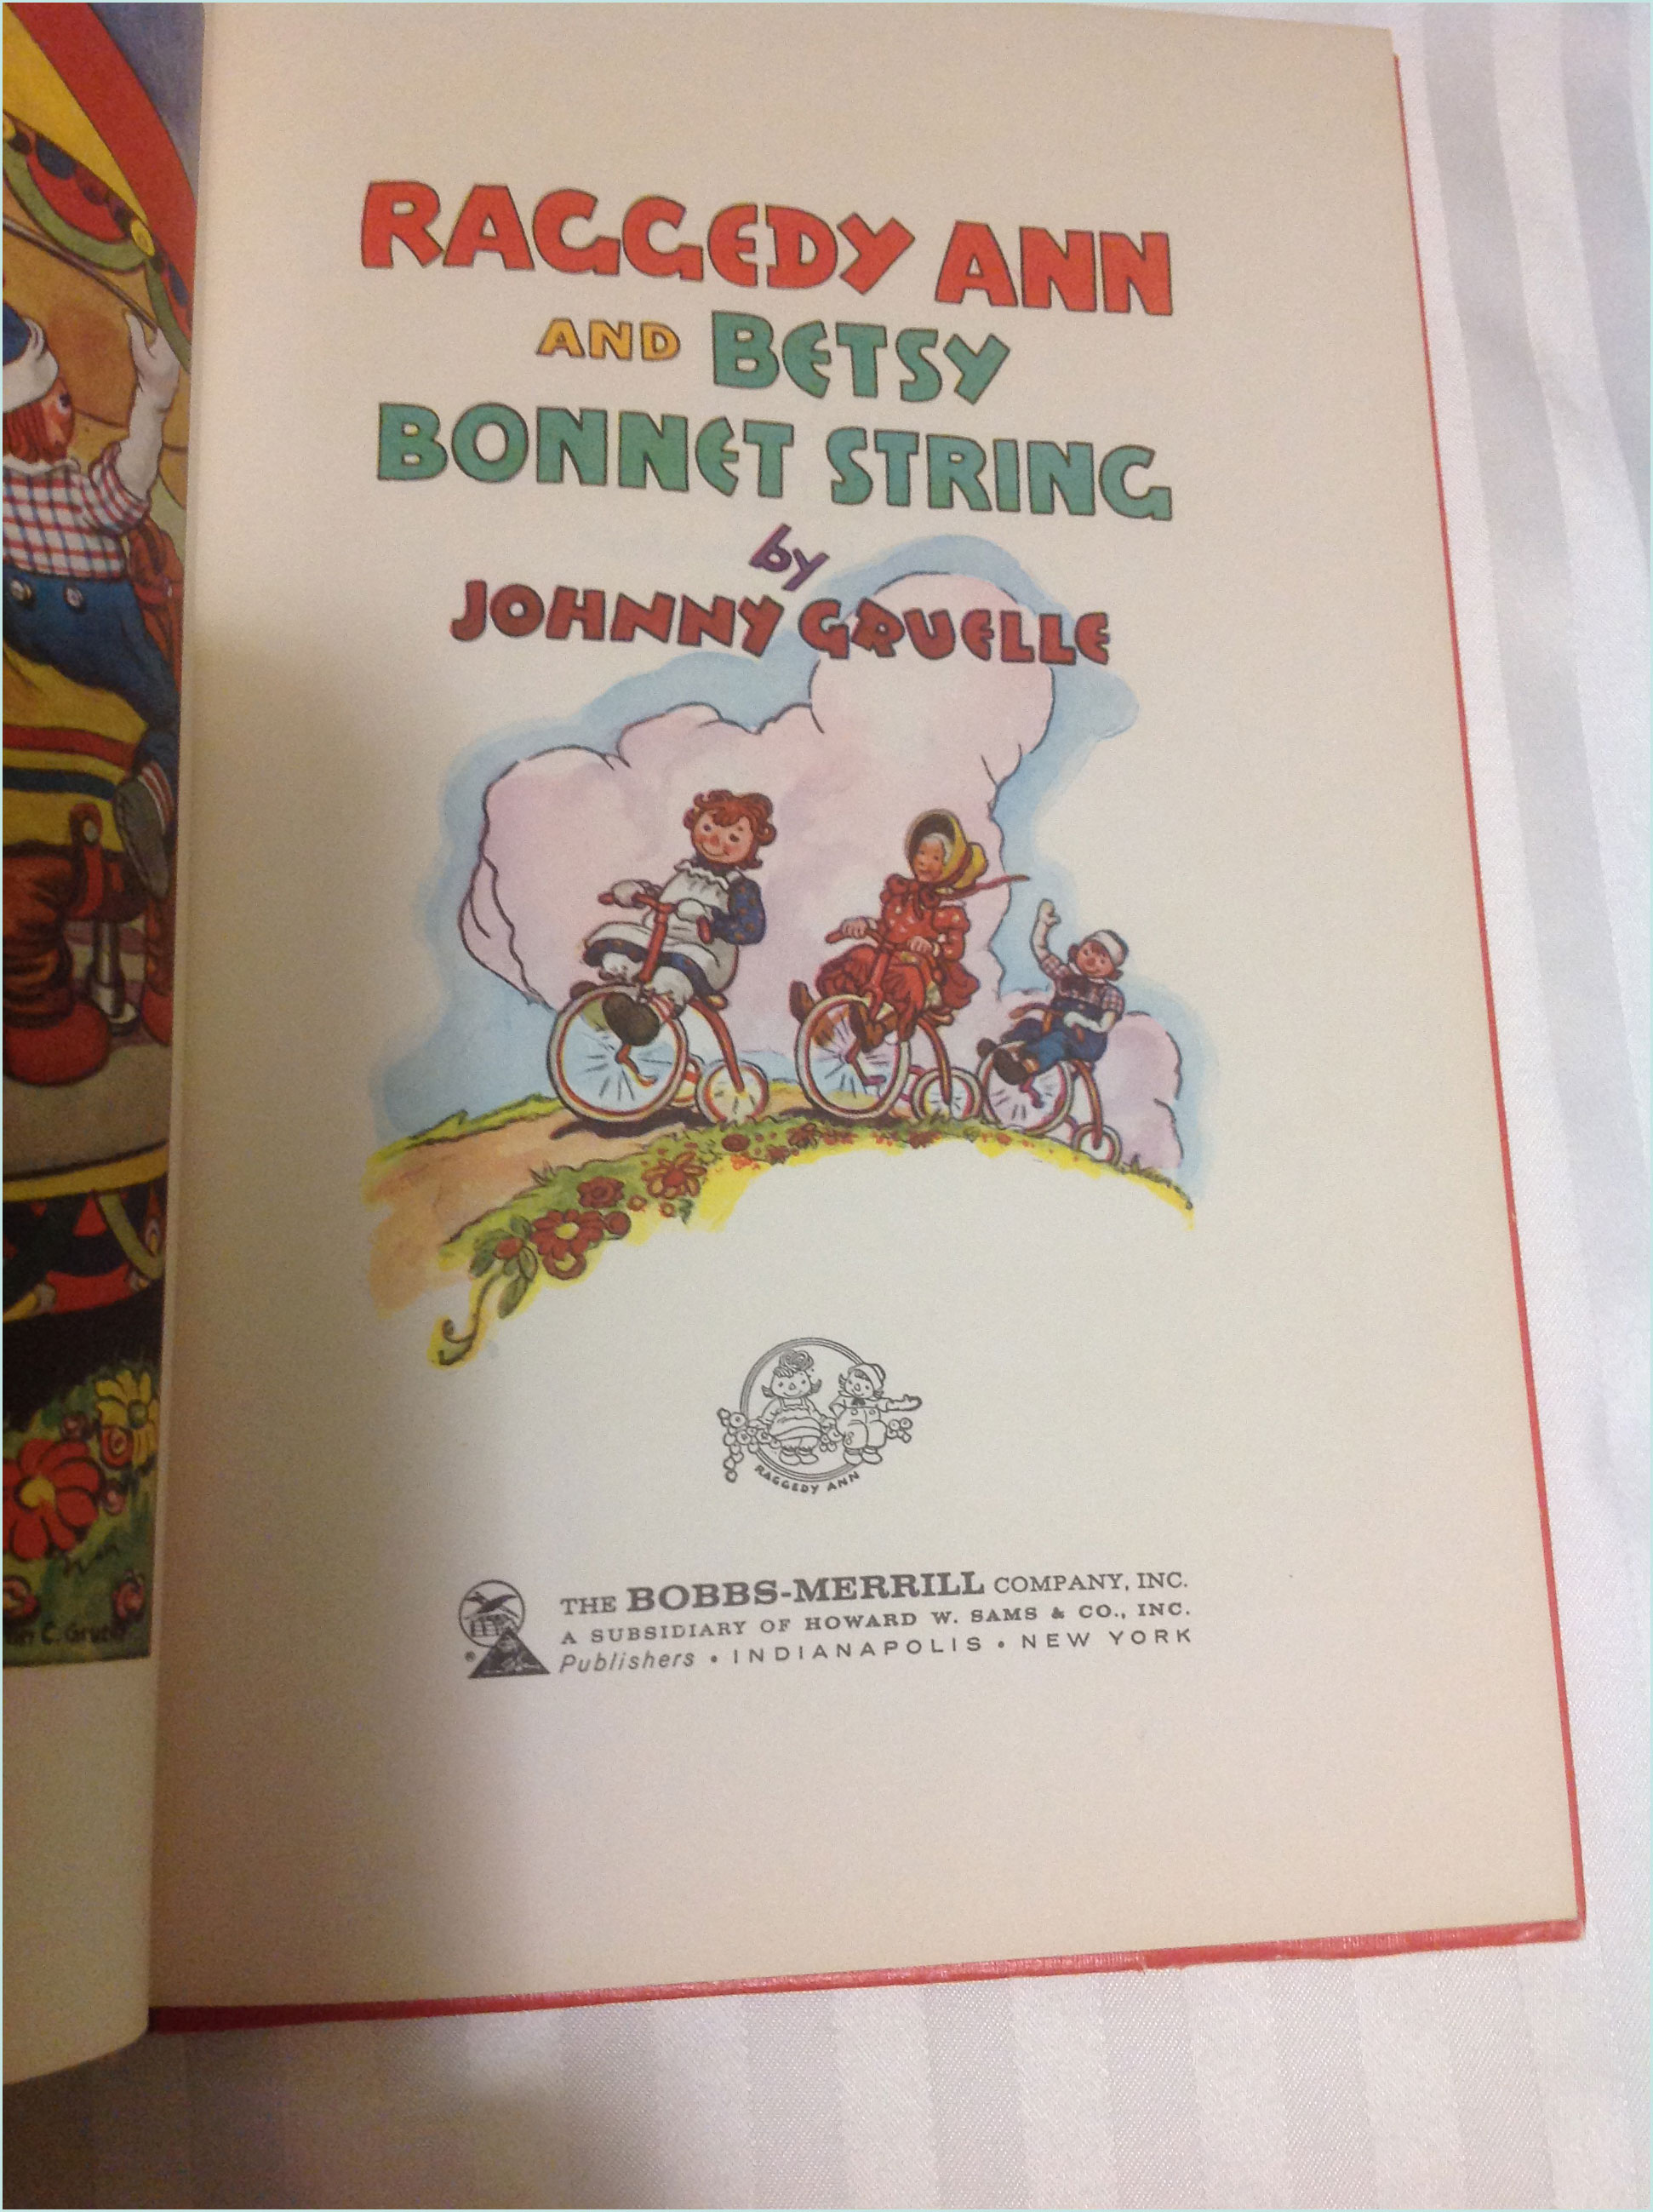 RAGGEDY ANN
AND BETSY
BONNET STRING
by
JOHNNY GRUELLE
RAGGEDY ANN
THE BOBBS-MERRILL COMPANY, INC.
A SUBSIDIARY OF HOWARD W. SAMS & CO., INC.
® Publishers • INDIANAPOLIS • NEW YORK
C. Gruelle